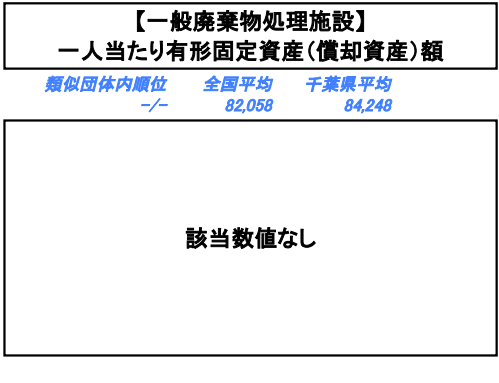 【一般廃棄物処理施設】
一人当たり有形固定資産(償却資産)額
類似団体内順位 全国平均 千葉県平均
-/- 82,058 84,248
該当数値なし